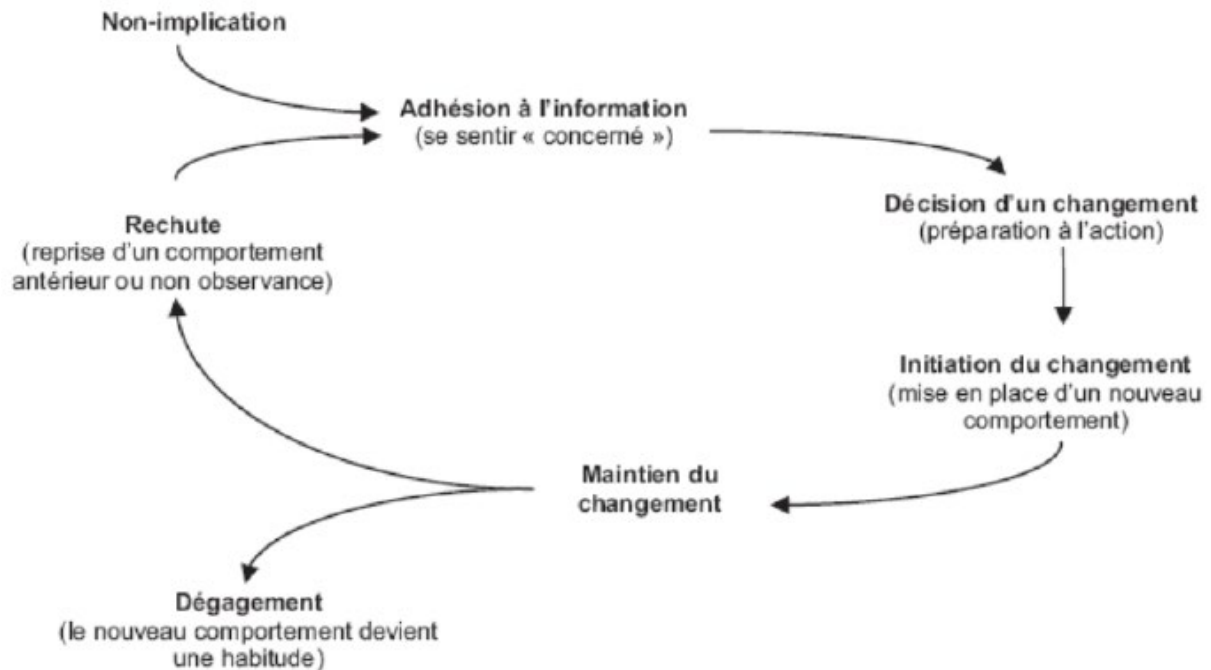 Non-implication
Adhésion à l'information
(se sentir « concerné »)
Décision d'un changement
(préparation à l'action)
Rechute
(reprise d'un comportement
antérieur ou non observance)
Initiation du changement
(mise en place d'un nouveau
comportement)
Maintien du
changement
Dégagement
(le nouveau comportement devient
une habitude)